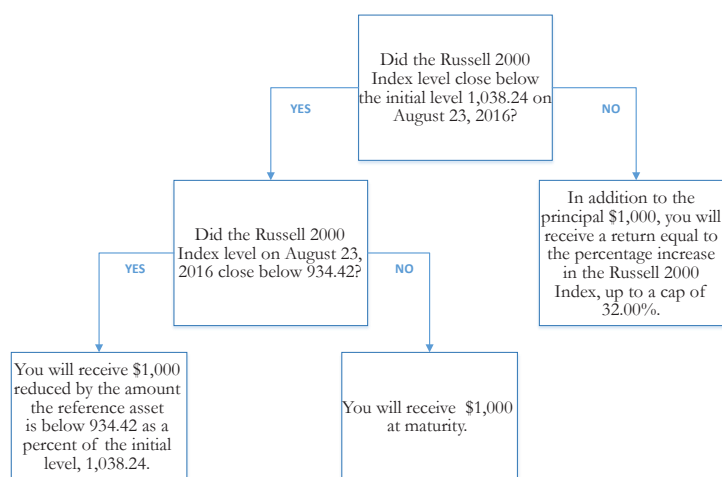 Did the Russell 2000
Index level close below
the initial level 1,038.24 on
August 23, 2016?
YES
NO
Did the Russell 2000
Index level on August 23,
2016 close below 934.42?
In addition to the
principal $1,000, you will
receive a return equal to
the percentage increase
in the Russell 2000
Index, up to a cap of
32.00%.
YES
NO
You will receive $1,000
reduced by the amount
the reference asset
is below 934.42 as a
percent of the initial
level, 1,038.24.
You will receive $1,000
at maturity.